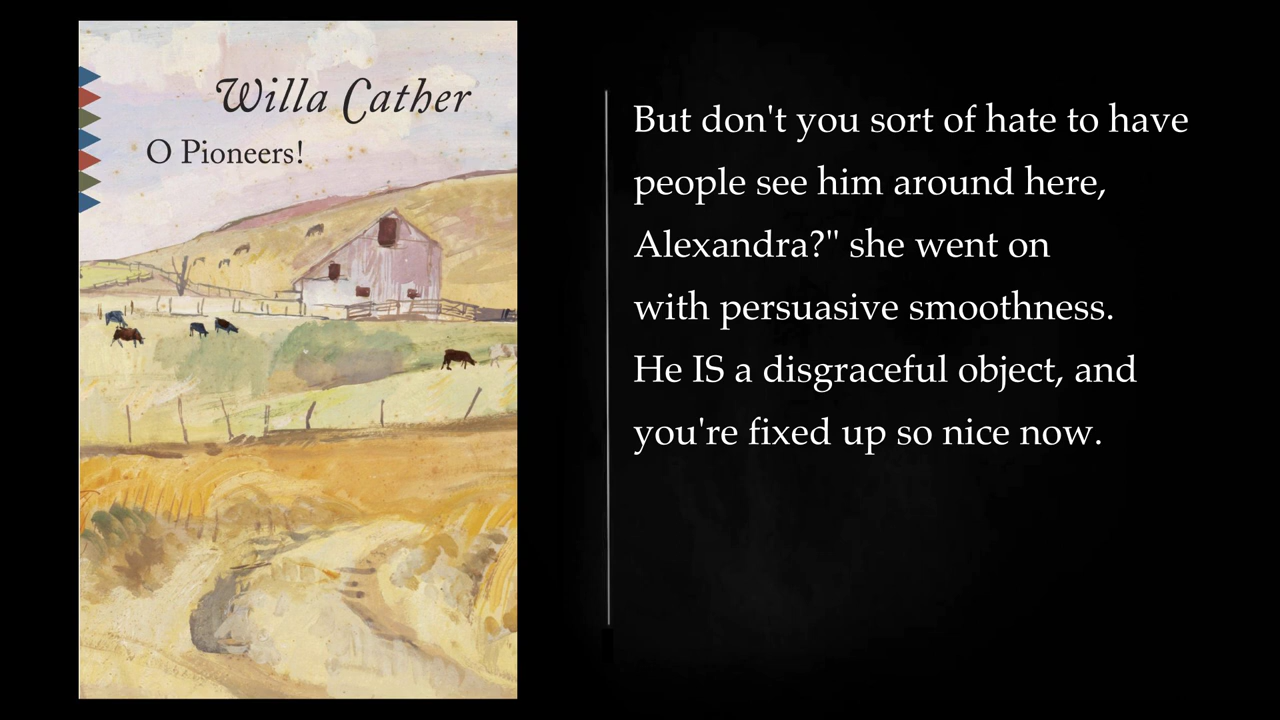 Willa Cather
O Pioneers!
But don't you sort of hate to have
people see him around here,
Alexandra?" she went on
with persuasive smoothness.
He IS a disgraceful object, and
you're fixed up so nice now.